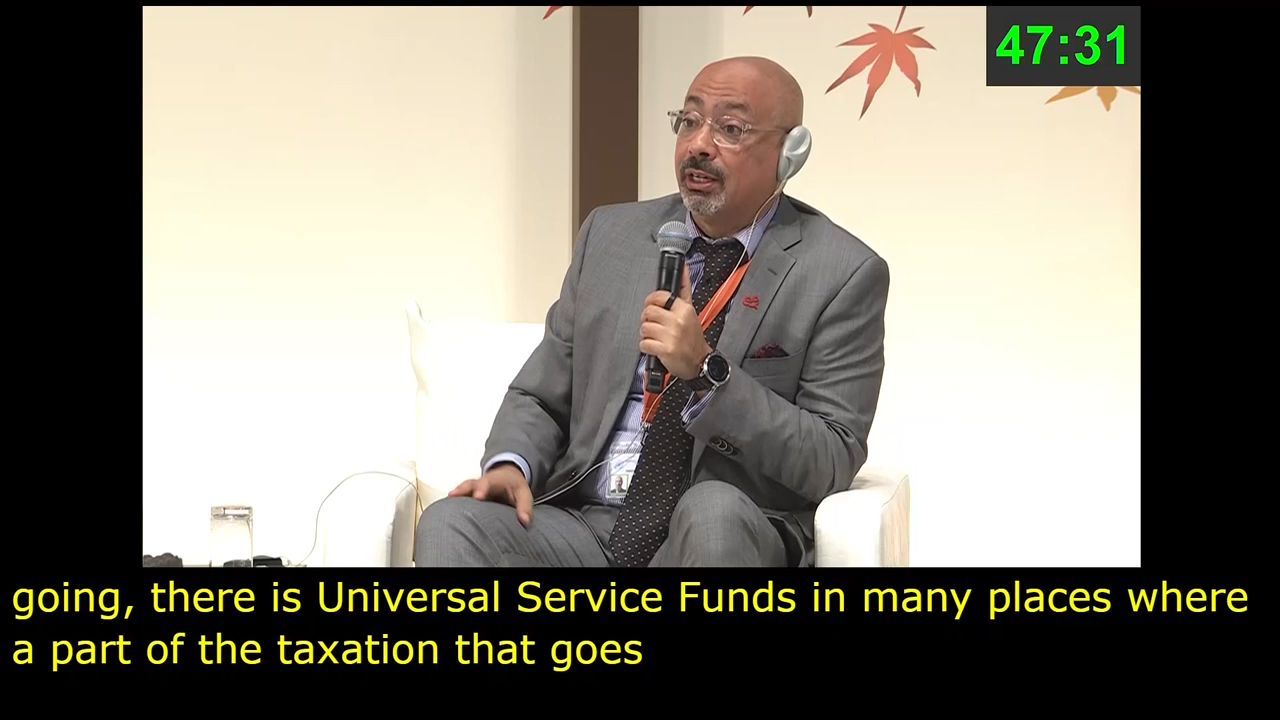 47:31
going, there is Universal Service Funds in many places where
a part of the taxation that goes